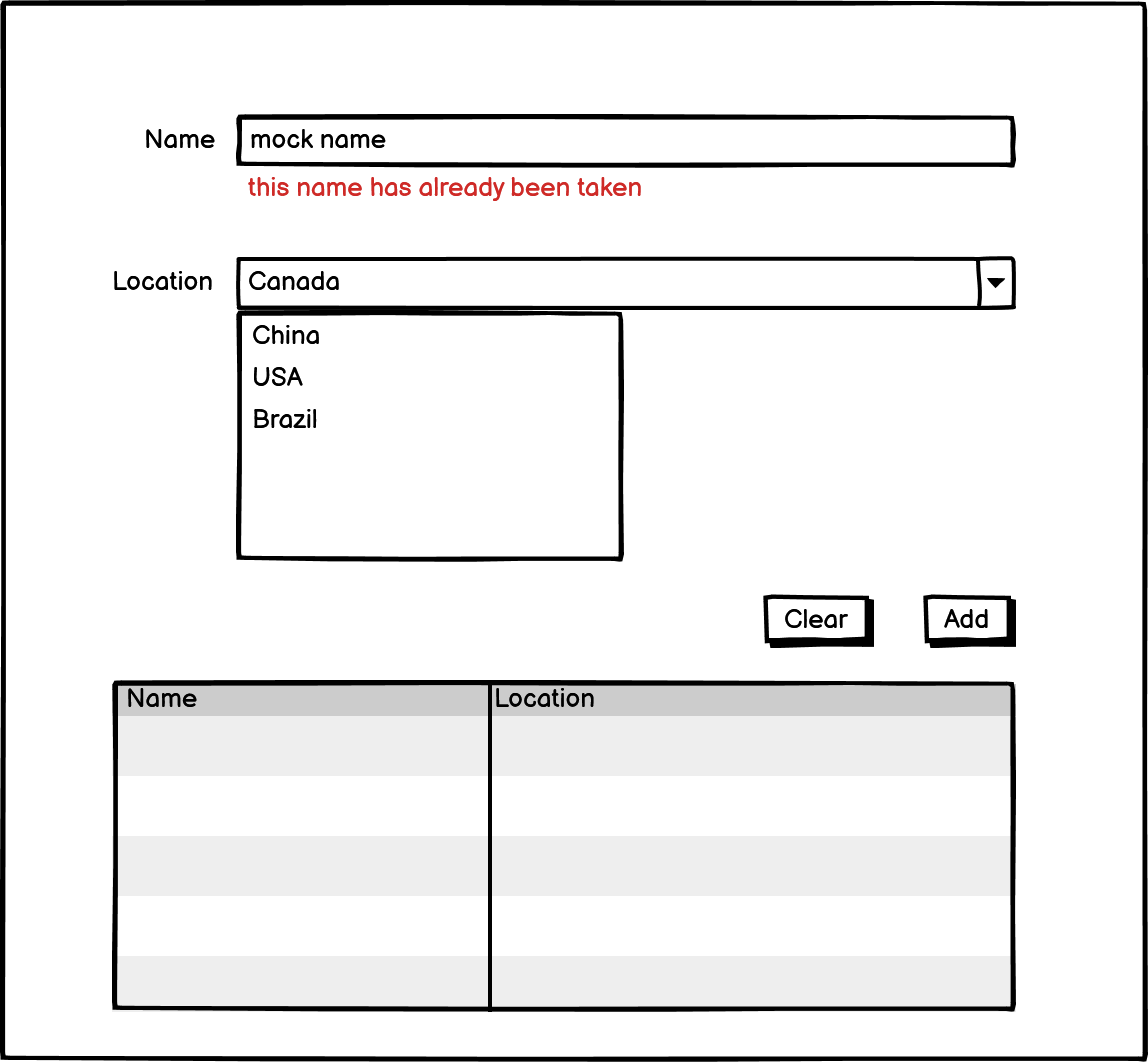 Name mock name
this name has already been taken
Location Canada
China
USA
Brazil
Clear Add
Name Location